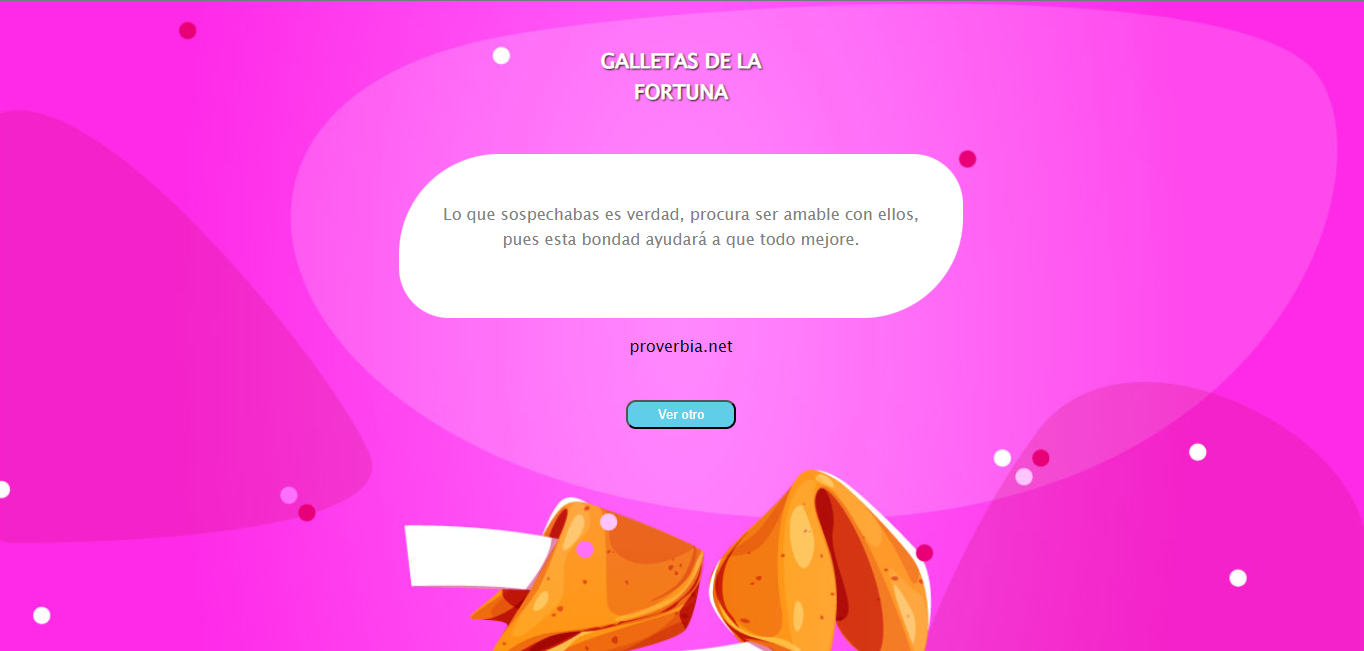 GALLETAS DE LA
FORTUNA
Lo que sospechabas es verdad, procura ser amable con ellos,
pues esta bondad ayudará a que todo mejore.
proverbia.net
Ver otro